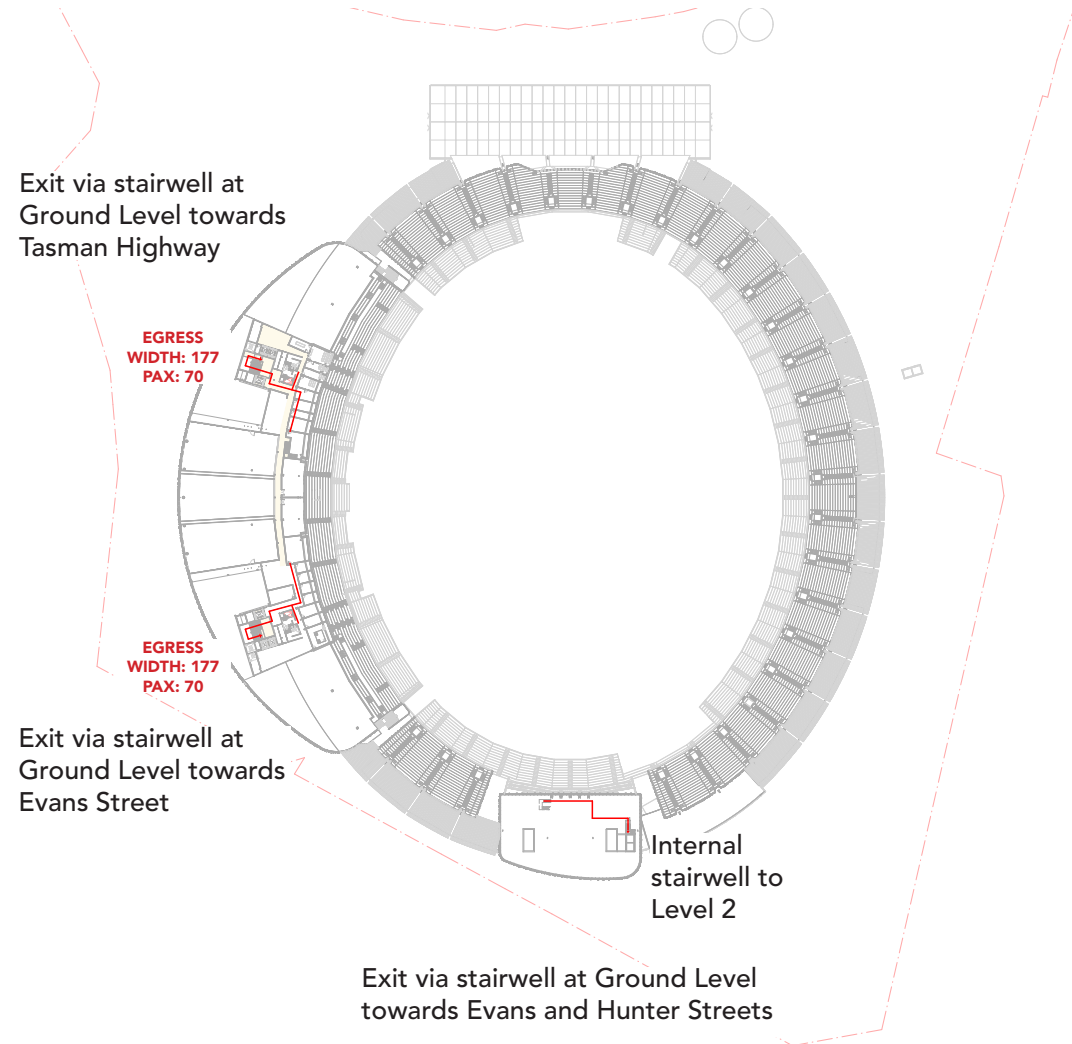 Exit via stairwell at
Ground Level towards
Tasman Highway
EGRESS
WIDTH: 177
PAX: 70
EGRESS
WIDTH: 177
PAX: 70
Exit via stairwell at
Ground Level towards
Evans Street
Internal
stairwell to
Level 2
Exit via stairwell at Ground Level
towards Evans and Hunter Streets